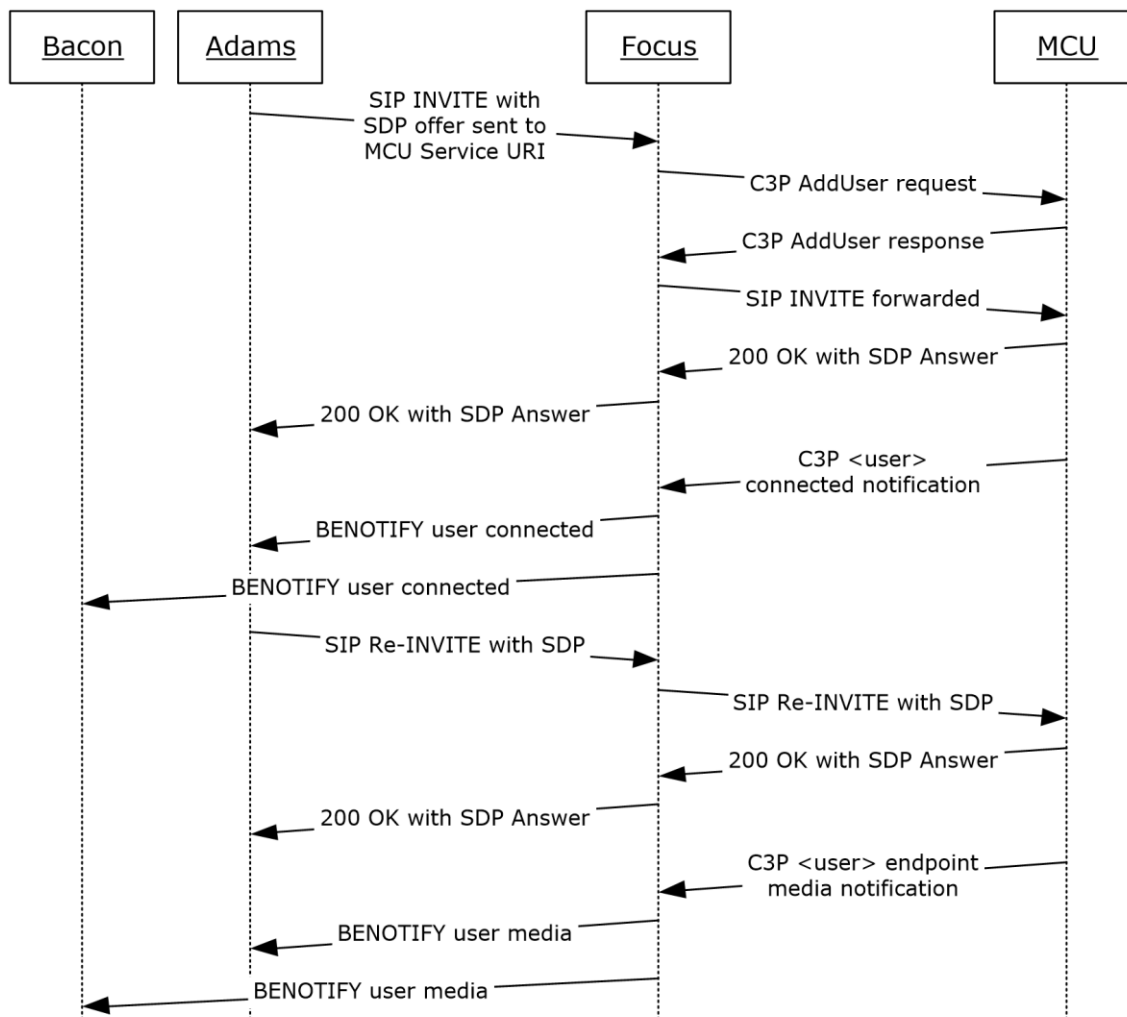 Bacon
Adams
Focus
MCU
SIP INVITE with
SDP offer sent to
MCU Service URI
C3P AddUser request
C3P AddUser response
SIP INVITE forwarded
200 OK with SDP Answer
200 OK with SDP Answer
C3P <user>
connected notification
BENOTIFY user connected
BENOTIFY user connected
SIP Re-INVITE with SDP
SIP Re-INVITE with SDP
200 OK with SDP Answer
200 OK with SDP Answer
C3P <user> endpoint
media notification
BENOTIFY user media
BENOTIFY user media